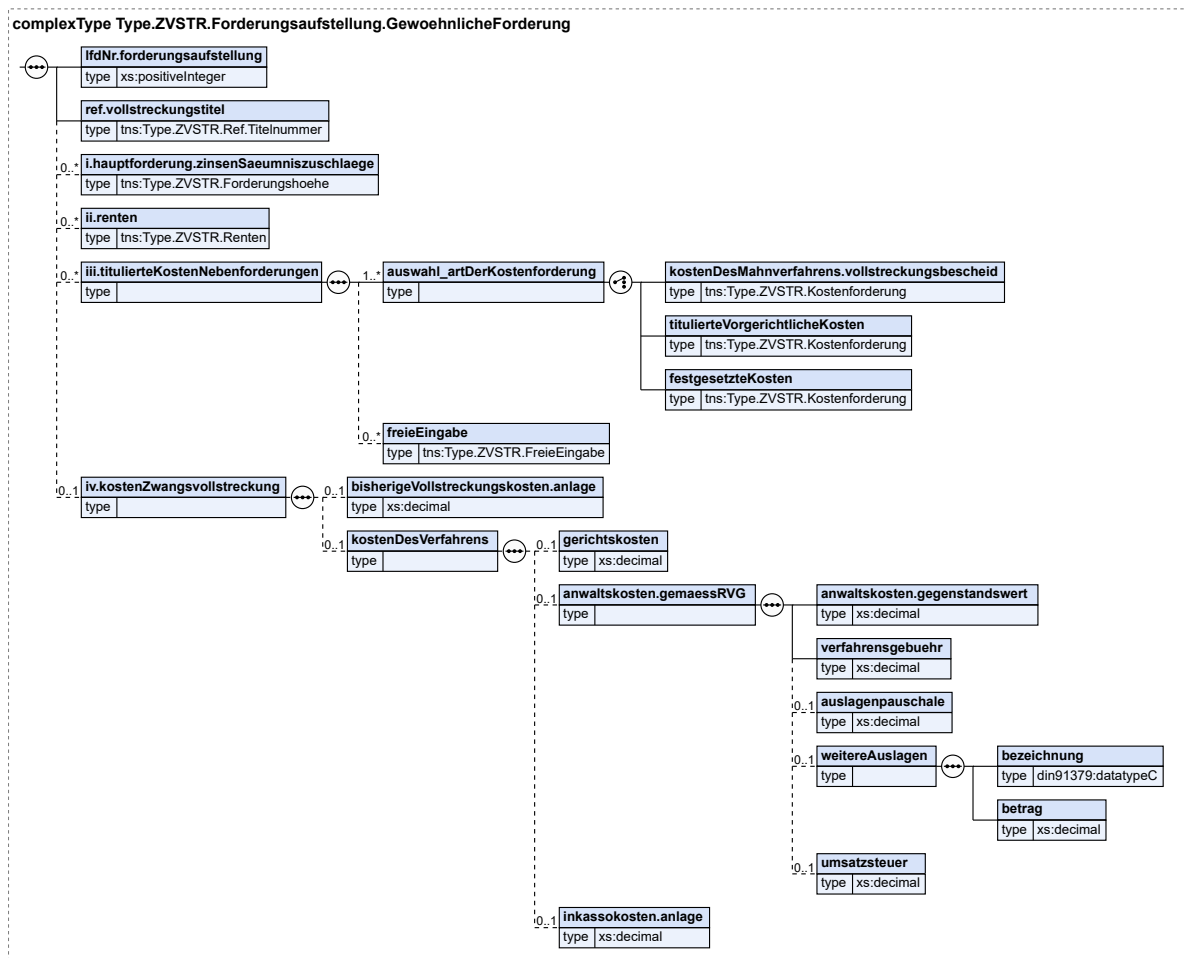 complexType Type.ZVSTR.Forderungsaufstellung.GewoehnlicheForderung
lfdNr.forderungsaufstellung
type xs:positiveInteger
ref.vollstreckungstitel
type tns:Type.ZVSTR.Ref.Titelnummer
0..* i.hauptforderung.zinsenSaeumniszuschlaege
type tns:Type.ZVSTR.Forderungshoehe
0..* ii.renten
type tns:Type.ZVSTR.Renten
0..* iii.titulierteKostenNebenforderungen
type
1..* auswahl_artDerKostenforderung
type
kostenDesMahnverfahrens.vollstreckungsbescheid
type tns:Type.ZVSTR.Kostenforderung
titulierteVorgerichtlicheKosten
type tns:Type.ZVSTR.Kostenforderung
festgesetzteKosten
type tns:Type.ZVSTR.Kostenforderung
0..* freieEingabe
type tns:Type.ZVSTR.FreieEingabe
0..1 iv.kostenZwangsvollstreckung
type
0..1 bisherigeVollstreckungskosten.anlage
type xs:decimal
0..1 kostenDesVerfahrens
type
0..1 gerichtskosten
type xs:decimal
0..1 anwaltskosten.gemaessRVG
type
anwaltskosten.gegenstandswert
type xs:decimal
verfahrensgebuehr
type xs:decimal
0..1 auslagenpauschale
type xs:decimal
0..1 weitereAuslagen
type
bezeichnung
type din91379:datatypeC
betrag
type xs:decimal
0..1 umsatzsteuer
type xs:decimal
0..1 inkassokosten.anlage
type xs:decimal